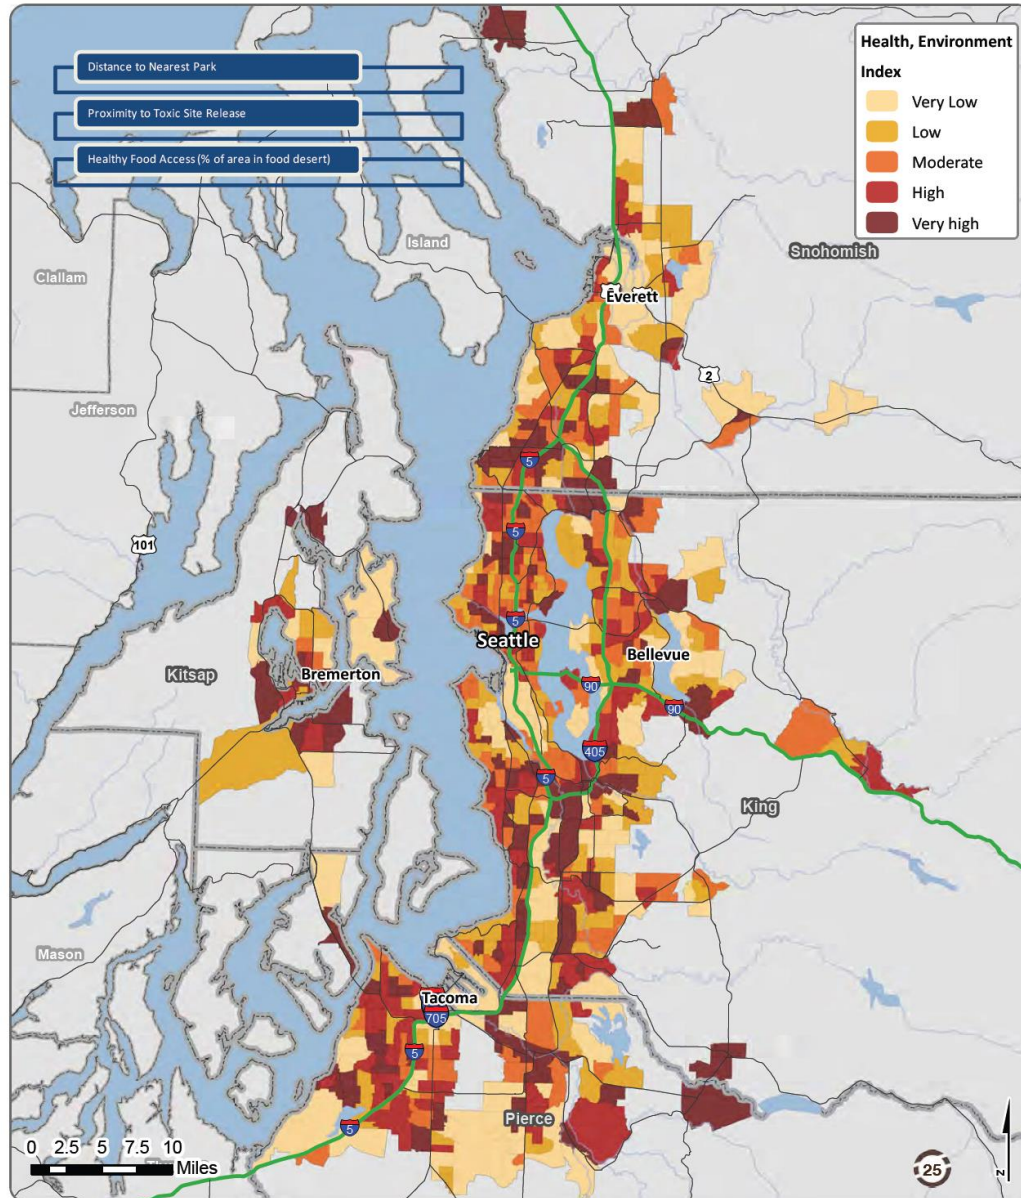 Distance to Nearest Park
Proximity to Toxic Site Release
Healthy Food Access (% of area in food desert)
Health, Environment
Index
Very Low
Low
Moderate
High
Very high
Island
Snohomish
Clallam
Everett
2
Jefferson
5
101
5
5
Seattle
Bellevue
Kitsap
Bremerton
90
90
405
5
King
Mason
Tacoma
705
5
Pierce
5
0 2.5 5 7.5 10
Miles
25
N